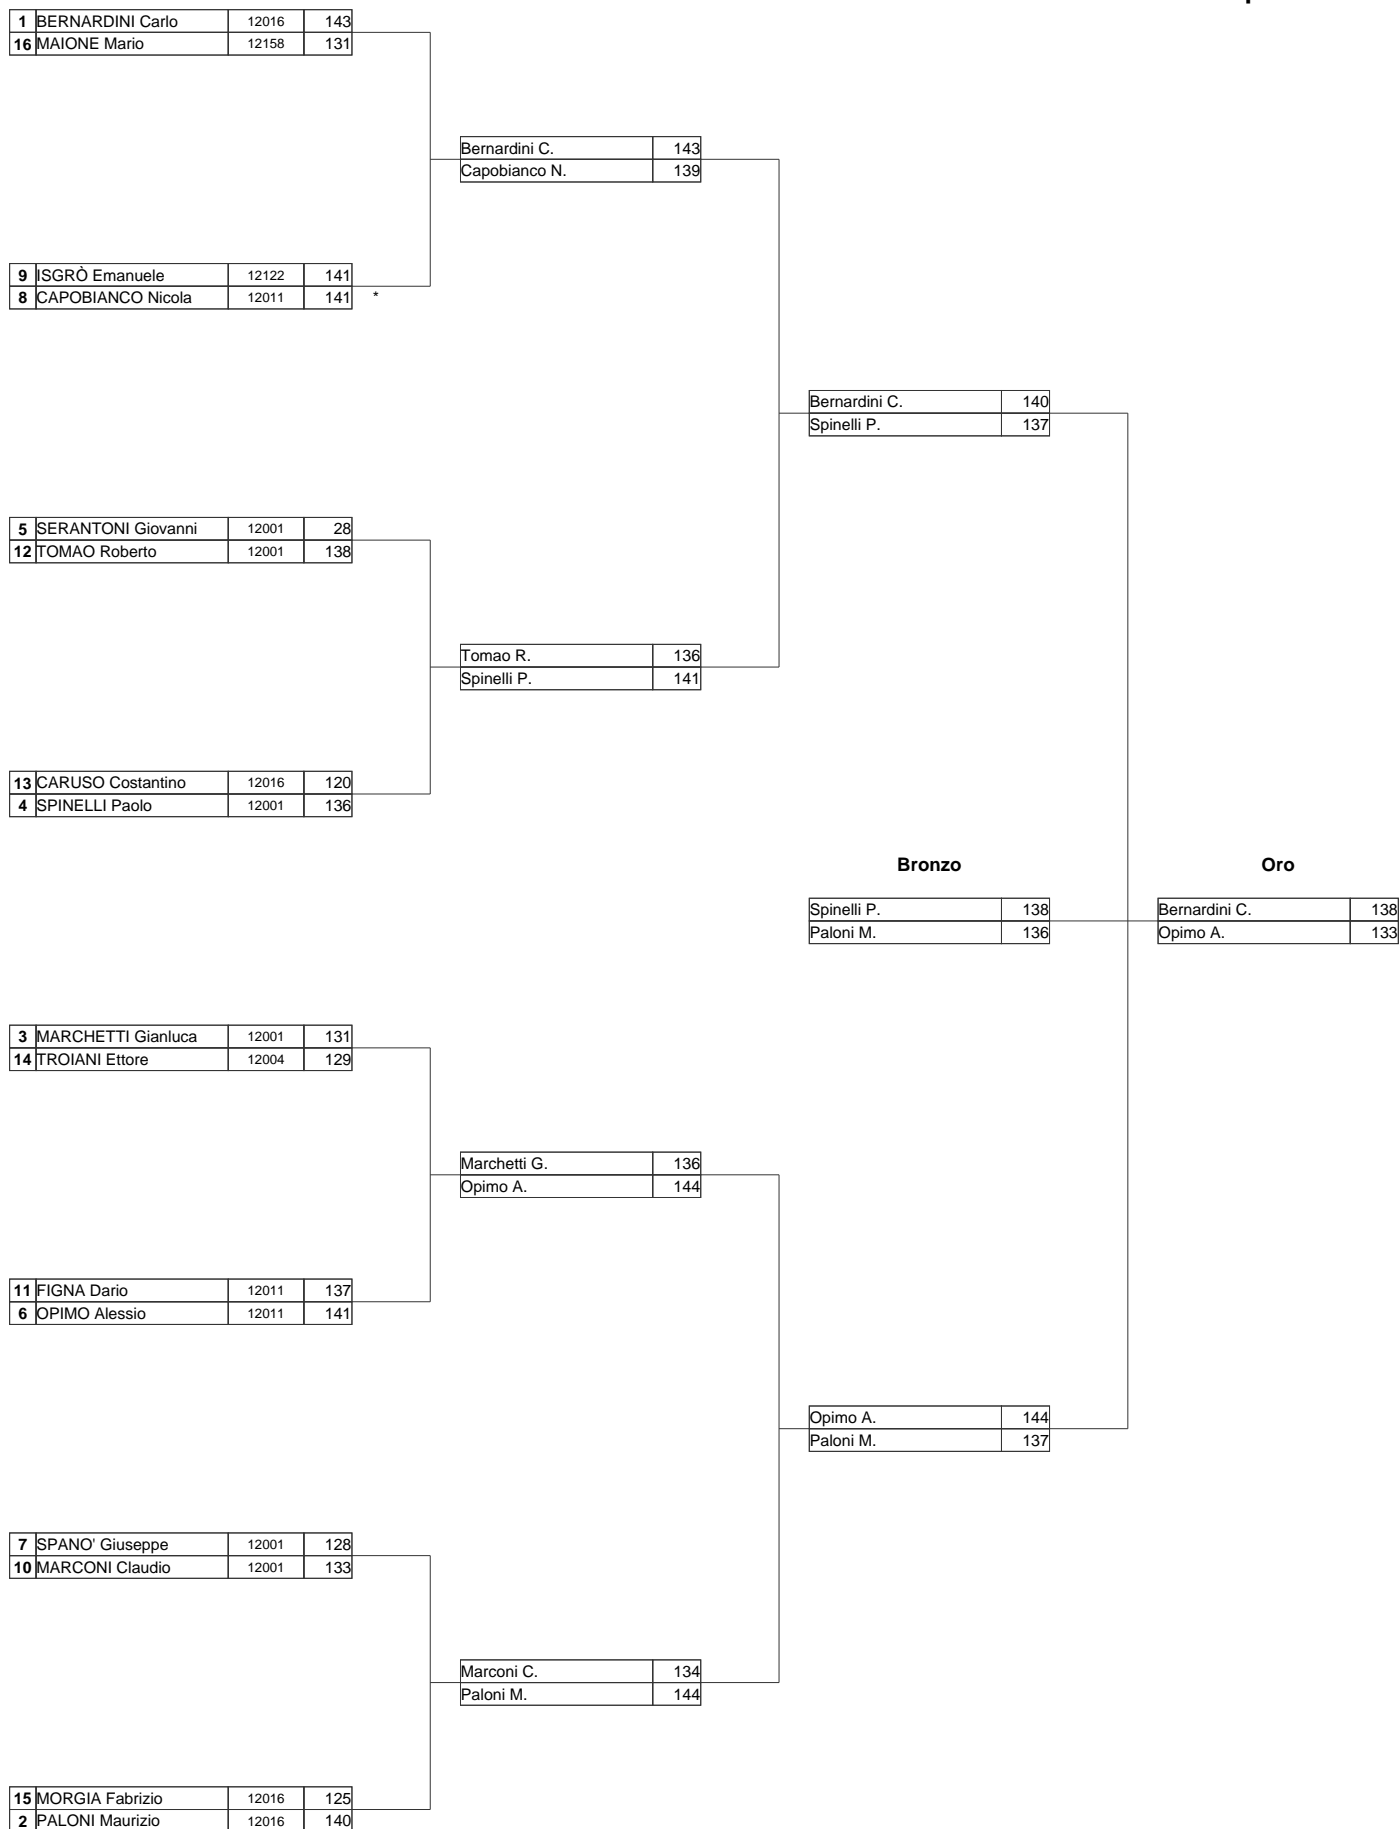 1 BERNARDINI Carlo 12016 143
16 MAIONE Mario 12158 131
Bernardini C. 143
Capobianco N. 139
9 ISGRÒ Emanuele 12122 141
8 CAPOBIANCO Nicola 12011 141 *
Bernardini C. 140
Spinelli P. 137
5 SERANTONI Giovanni 12001 28
12 TOMAO Roberto 12001 138
Tomao R. 136
Spinelli P. 141
13 CARUSO Costantino 12016 120
4 SPINELLI Paolo 12001 136
Bronzo Oro
Spinelli P. 138 Bernardini C. 138
Paloni M. 136 Opimo A. 133
3 MARCHETTI Gianluca 12001 131
14 TROIANI Ettore 12004 129
Marchetti G. 136
Opimo A. 144
11 FIGNA Dario 12011 137
6 OPIMO Alessio 12011 141
Opimo A. 144
Paloni M. 137
7 SPANO' Giuseppe 12001 128
10 MARCONI Claudio 12001 133
Marconi C. 134
Paloni M. 144
15 MORGIA Fabrizio 12016 125
2 PALONI Maurizio 12016 140